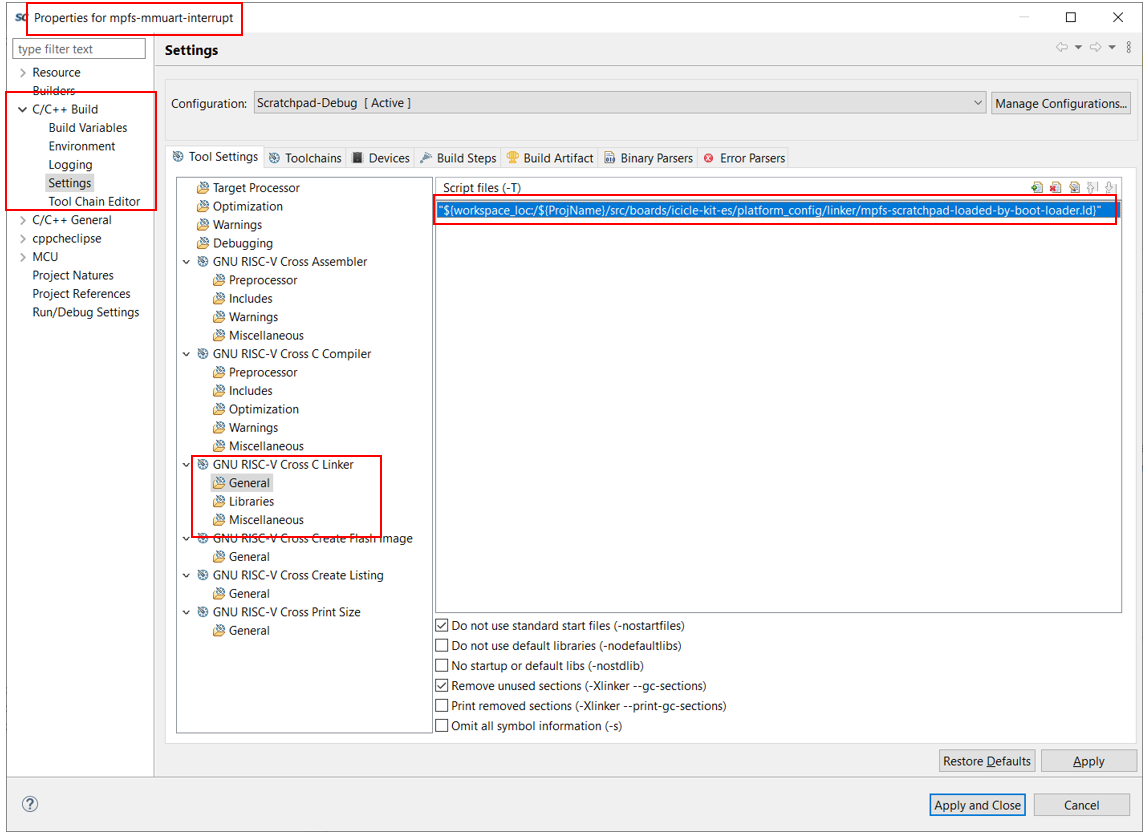 SC Properties for mpfs-mmuart-interrupt
type filter text
Resource
Builders
C/C++ Build
Build Variables
Environment
Logging
Settings
Tool Chain Editor
C/C++ General
cppcheclipse
MCU
Project Natures
Project References
Run/Debug Settings
Settings
Configuration: Scratchpad-Debug [ Active ] Manage Configurations...
Tool Settings Toolchains Devices Build Steps Build Artifact Binary Parsers Error Parsers
Target Processor
Optimization
Warnings
Debugging
GNU RISC-V Cross Assembler
Preprocessor
Includes
Warnings
Miscellaneous
GNU RISC-V Cross C Compiler
Preprocessor
Includes
Optimization
Warnings
Miscellaneous
GNU RISC-V Cross C Linker
General
Libraries
Miscellaneous
GNU RISC-V Cross Create Flash Image
General
GNU RISC-V Cross Create Listing
General
GNU RISC-V Cross Print Size
General
Script files (-T)
"${workspace_loc:/${ProjName}/src/boards/icicle-kit-es/platform_config/linker/mpfs-scratchpad-loaded-by-boot-loader.ld}"
Do not use standard start files (-nostartfiles)
Do not use default libraries (-nodefaultlibs)
No startup or default libs (-nostdlib)
Remove unused sections (-Xlinker --gc-sections)
Print removed sections (-Xlinker --print-gc-sections)
Omit all symbol information (-s)
Restore Defaults Apply
? Apply and Close Cancel